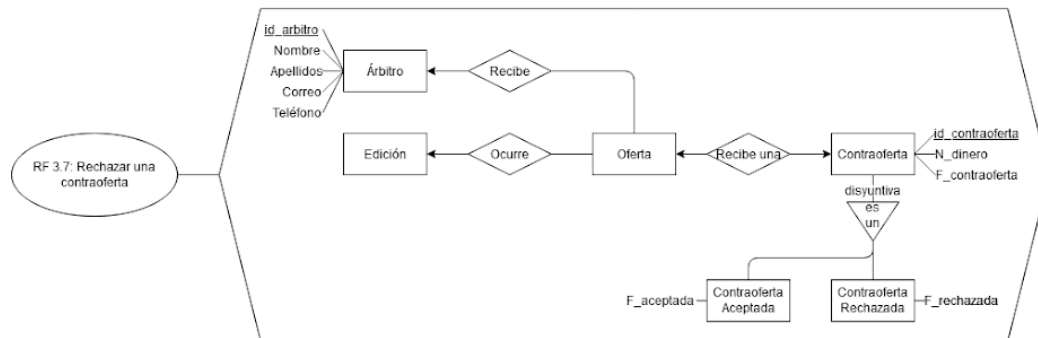 id_arbitro
Nombre
Apellidos
Correo
Teléfono
Árbitro
Recibe
RF 3.7: Rechazar una
contraoferta
Edición
Ocurre
Oferta
Recibe una
Contraoferta
id_contraoferta
N_dinero
F_contraoferta
disyuntiva
es
un
F_aceptada
Contraoferta
Aceptada
Contraoferta
Rechazada
F_rechazada